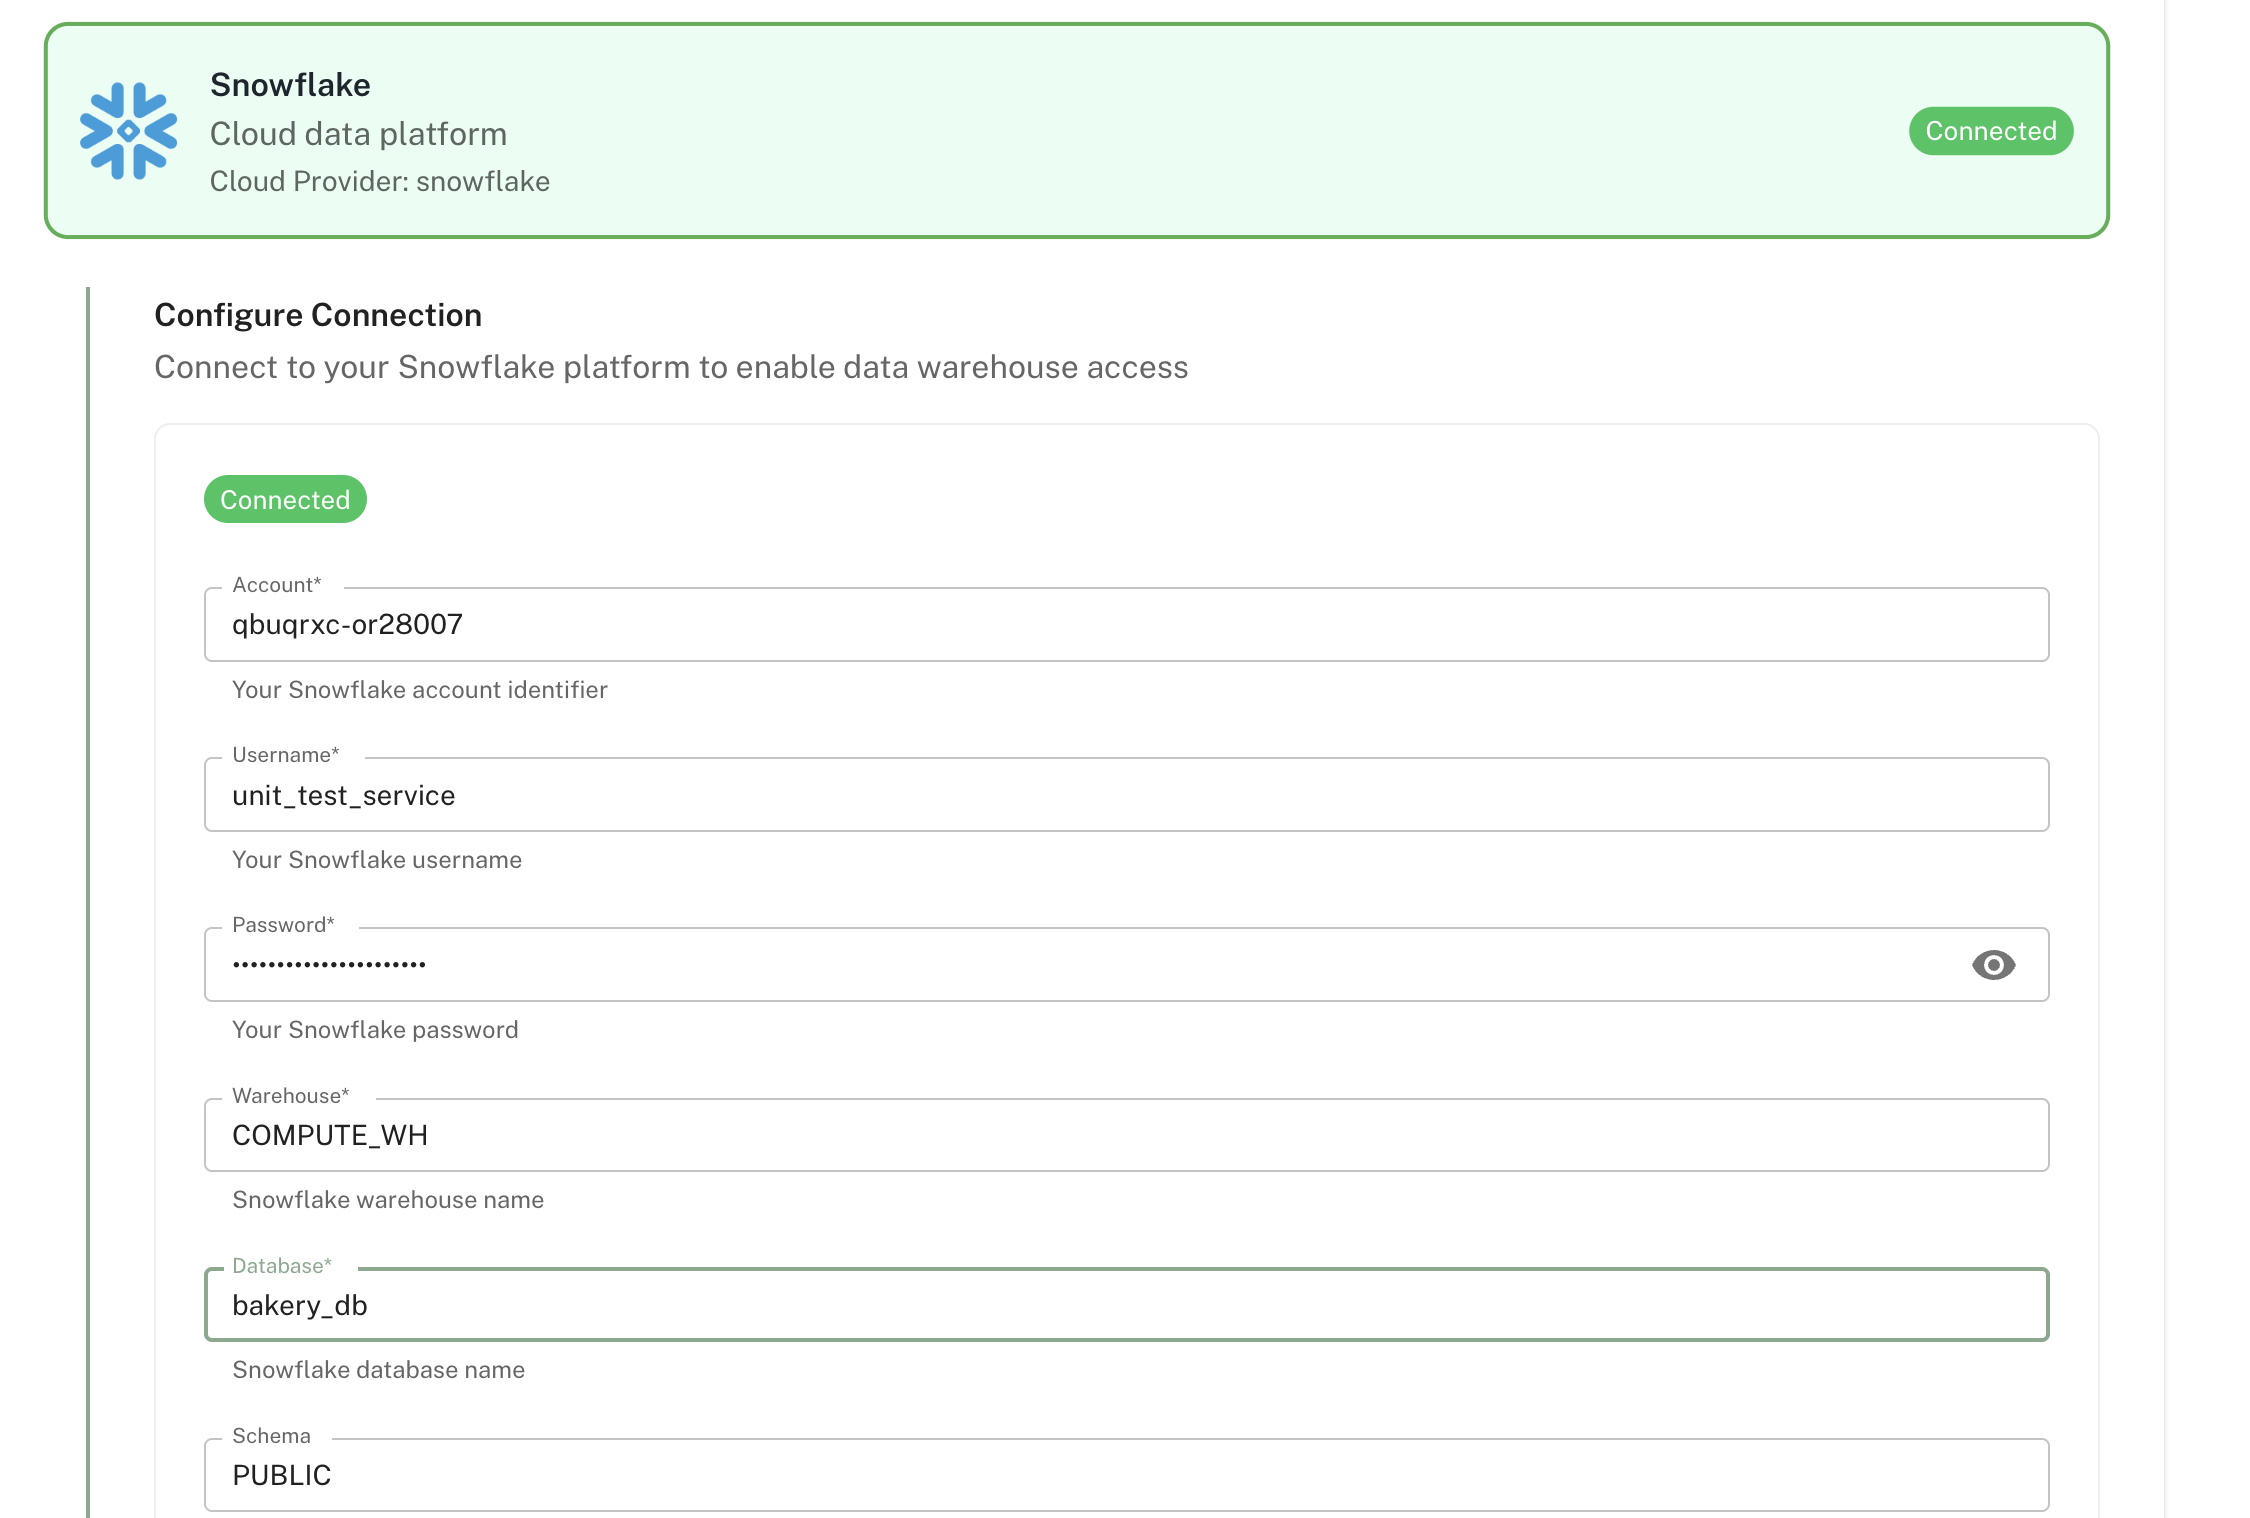 Snowflake
Cloud data platform
Cloud Provider: snowflake
Connected
Configure Connection
Connect to your Snowflake platform to enable data warehouse access
Connected
Account*
qbuqrxc-or28007
Your Snowflake account identifier
Username*
unit_test_service
Your Snowflake username
Password*
••••••••••••••••••••••
Your Snowflake password
Warehouse*
COMPUTE_WH
Snowflake warehouse name
Database*
bakery_db
Snowflake database name
Schema
PUBLIC